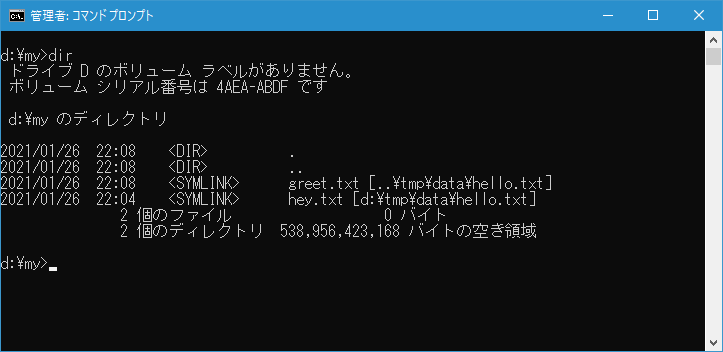 管理者: コマンドプロンプト
d:¥my>dir
 ドライブ D のボリューム ラベルがありません。
 ボリューム シリアル番号は 4AEA-ABDF です
 d:¥my のディレクトリ
2021/01/26  22:08    <DIR>          .
2021/01/26  22:08    <DIR>          ..
2021/01/26  22:08    <SYMLINK>      greet.txt [..¥tmp¥data¥hello.txt]
2021/01/26  22:04    <SYMLINK>      hey.txt [d:¥tmp¥data¥hello.txt]
               2 個のファイル                   0 バイト
               2 個のディレクトリ  538,956,423,168 バイトの空き領域
d:¥my>